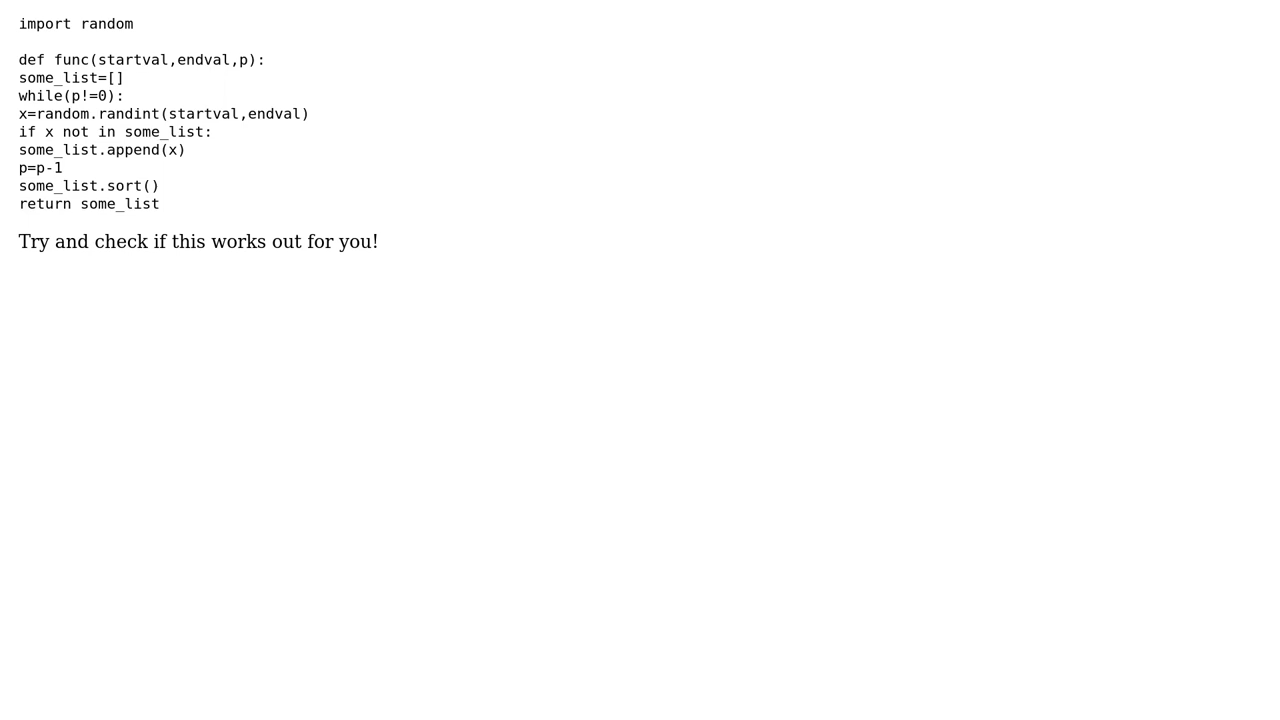 import random
def func(startval,endval,p):
some_list=[]
while(p!=0):
x=random.randint(startval,endval)
if x not in some_list:
some_list.append(x)
p=p-1
some_list.sort()
return some_list
Try and check if this works out for you!